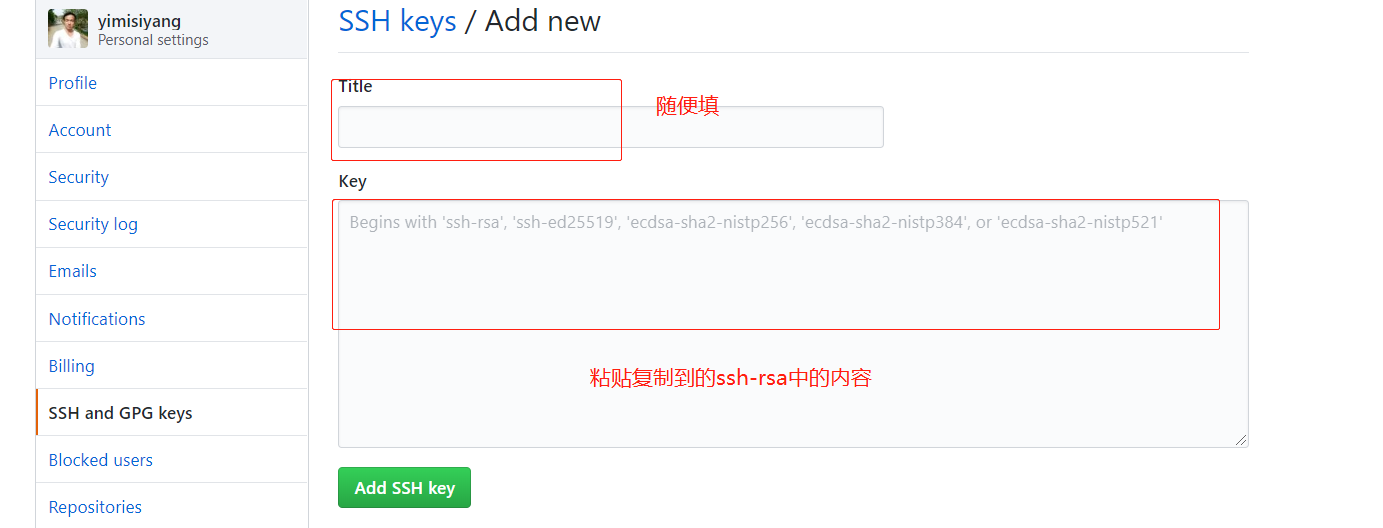 yimisiyang
Personal settings
Profile
Account
Security
Security log
Emails
Notifications
Billing
SSH and GPG keys
Blocked users
Repositories
SSH keys / Add new
Title
随便填
Key
Begins with 'ssh-rsa', 'ssh-ed25519', 'ecdsa-sha2-nistp256', 'ecdsa-sha2-nistp384', or 'ecdsa-sha2-nistp521'
粘贴复制到的ssh-rsa中的内容
Add SSH key